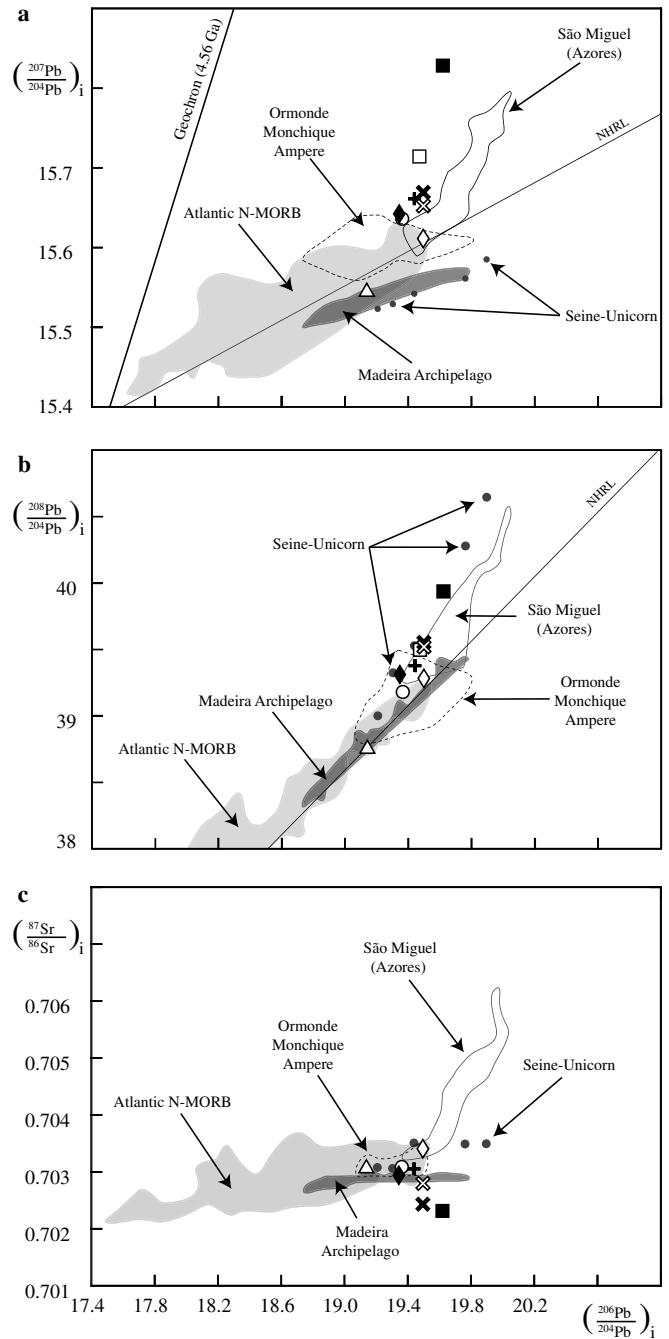 a
(²⁰⁷Pb/²⁰⁴Pb)i
Geochron (4.56 Ga)
São Miguel
(Azores)
NHRL
Ormonde
Monchique
Ampere
Atlantic N-MORB
Seine-Unicorn
Madeira Archipelago
15.7
15.6
15.5
15.4
b
(²⁰⁸Pb/²⁰⁴Pb)i
NHRL
Seine-Unicorn
São Miguel
(Azores)
Madeira Archipelago
Ormonde
Monchique
Ampere
Atlantic N-MORB
40
39
38
c
(⁸⁷Sr/⁸⁶Sr)i
São Miguel
(Azores)
Ormonde
Monchique
Ampere
Seine-Unicorn
Atlantic N-MORB
Madeira
Archipelago
0.706
0.705
0.704
0.703
0.702
0.701
17.4 17.8 18.2 18.6 19.0 19.4 19.8 20.2
(²⁰⁶Pb/²⁰⁴Pb)i